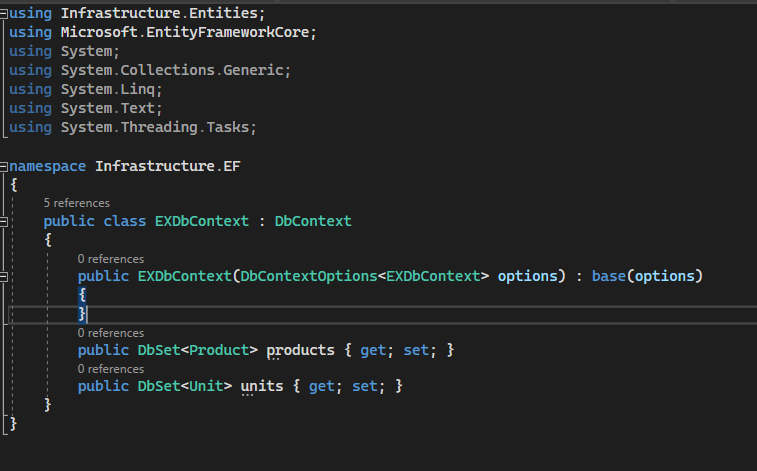 using Infrastructure.Entities;
using Microsoft.EntityFrameworkCore;
using System;
using System.Collections.Generic;
using System.Linq;
using System.Text;
using System.Threading.Tasks;
namespace Infrastructure.EF
{
5 references
public class EXDbContext : DbContext
{
0 references
public EXDbContext(DbContextOptions<EXDbContext> options) : base(options)
{
}
0 references
public DbSet<Product> products { get; set; }
0 references
public DbSet<Unit> units { get; set; }
}
}